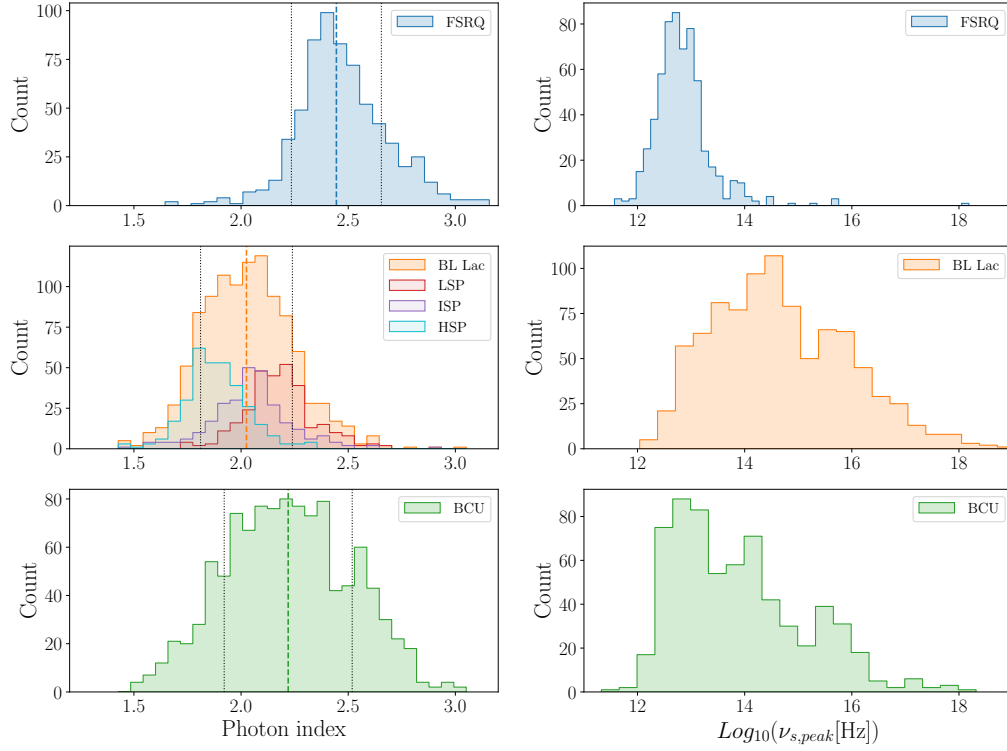 FSRQ
Count
100
75
50
25
0
1.5 2.0 2.5 3.0
FSRQ
Count
80
60
40
20
0
12 14 16 18
BL Lac
LSP
ISP
HSP
Count
100
75
50
25
0
1.5 2.0 2.5 3.0
BL Lac
Count
100
75
50
25
0
12 14 16 18
BCU
Count
80
60
40
20
0
1.5 2.0 2.5 3.0
Photon index
BCU
Count
80
60
40
20
0
12 14 16 18
Log₁₀(ν_{s,peak}[Hz])